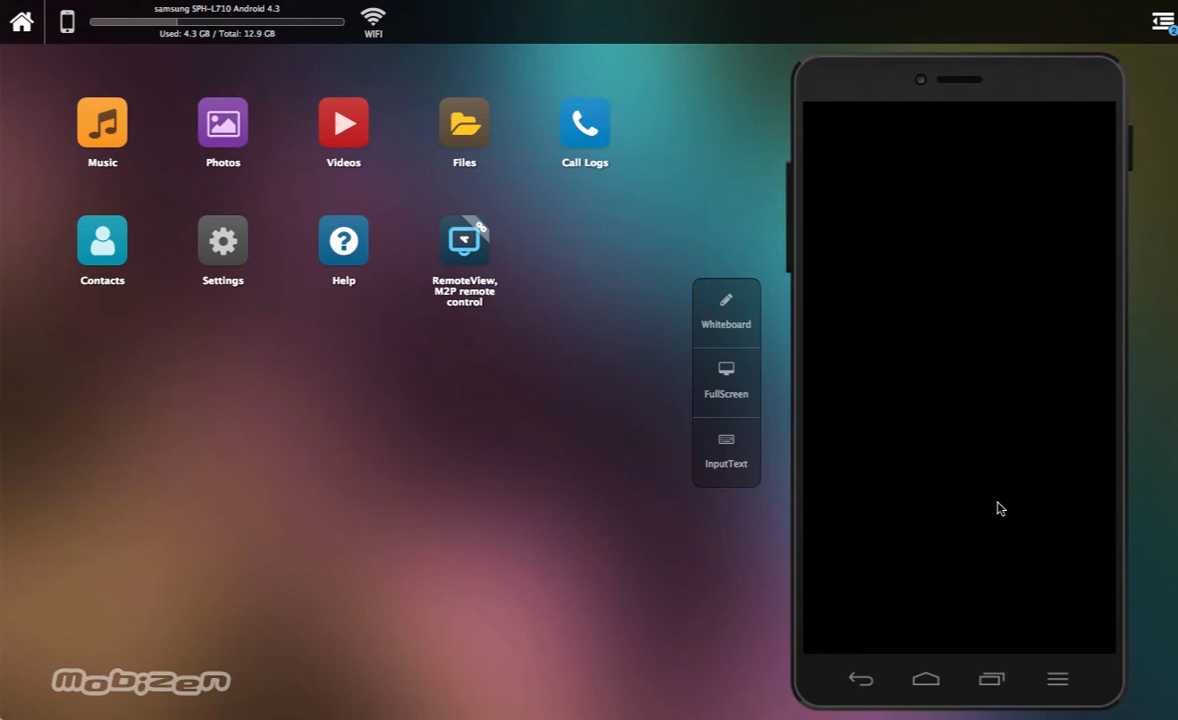 samsung SPH-L710 Android 4.3
Used: 4.3 GB / Total: 12.9 GB
WIFI
2
Music
Photos
Videos
Files
Call Logs
Contacts
Settings
Help
RemoteView,
M2P remote
control
Whiteboard
FullScreen
InputText
mobizen